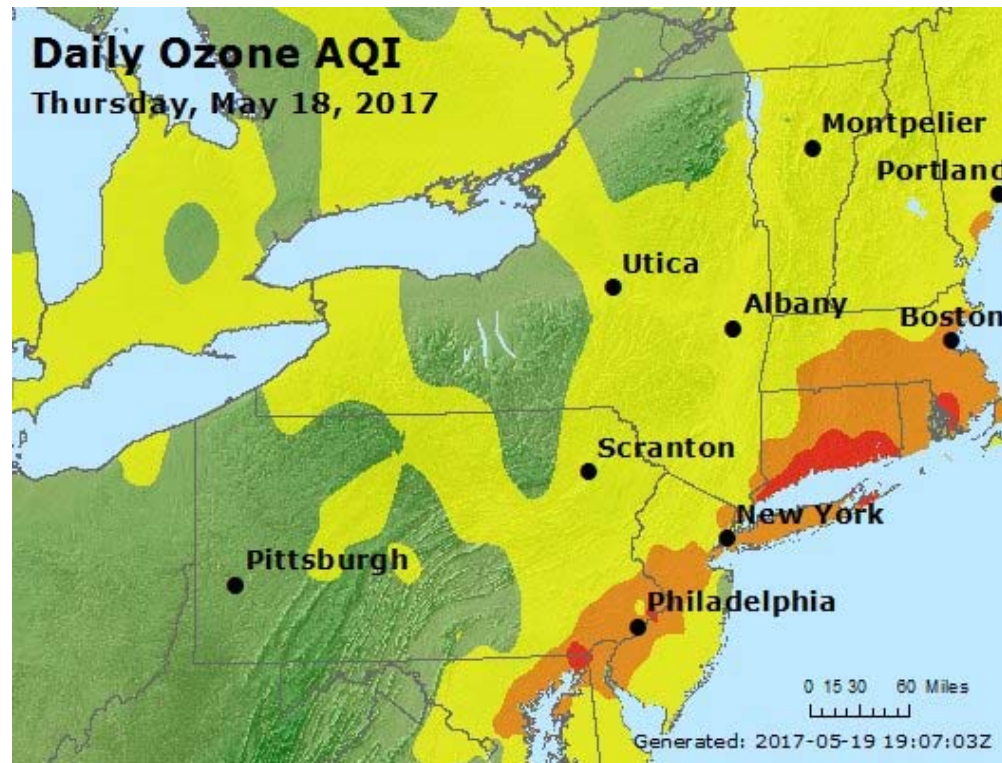 Daily Ozone AQI
Thursday, May 18, 2017
Montpelier
Portland
Utica
Albany
Boston
Scranton
New York
Pittsburgh
Philadelphia
0 15 30 60 Miles
Generated: 2017-05-19 19:07:03Z